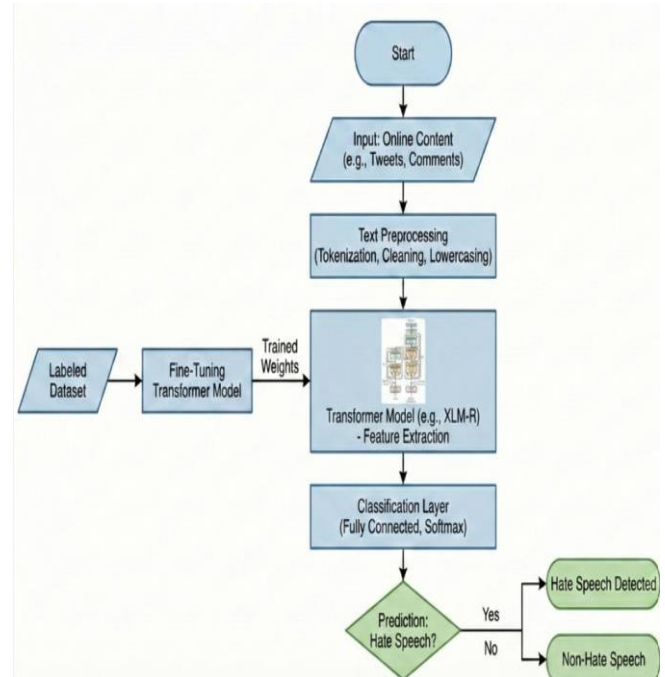 Start
Input: Online Content
(e.g., Tweets, Comments)
Text Preprocessing
(Tokenization, Cleaning, Lowercasing)
Labeled
Dataset
Fine-Tuning
Transformer Model
Trained
Weights
Transformer Model (e.g., XLM-R)
- Feature Extraction
Classification Layer
(Fully Connected, Softmax)
Prediction:
Hate Speech?
Yes
No
Hate Speech Detected
Non-Hate Speech